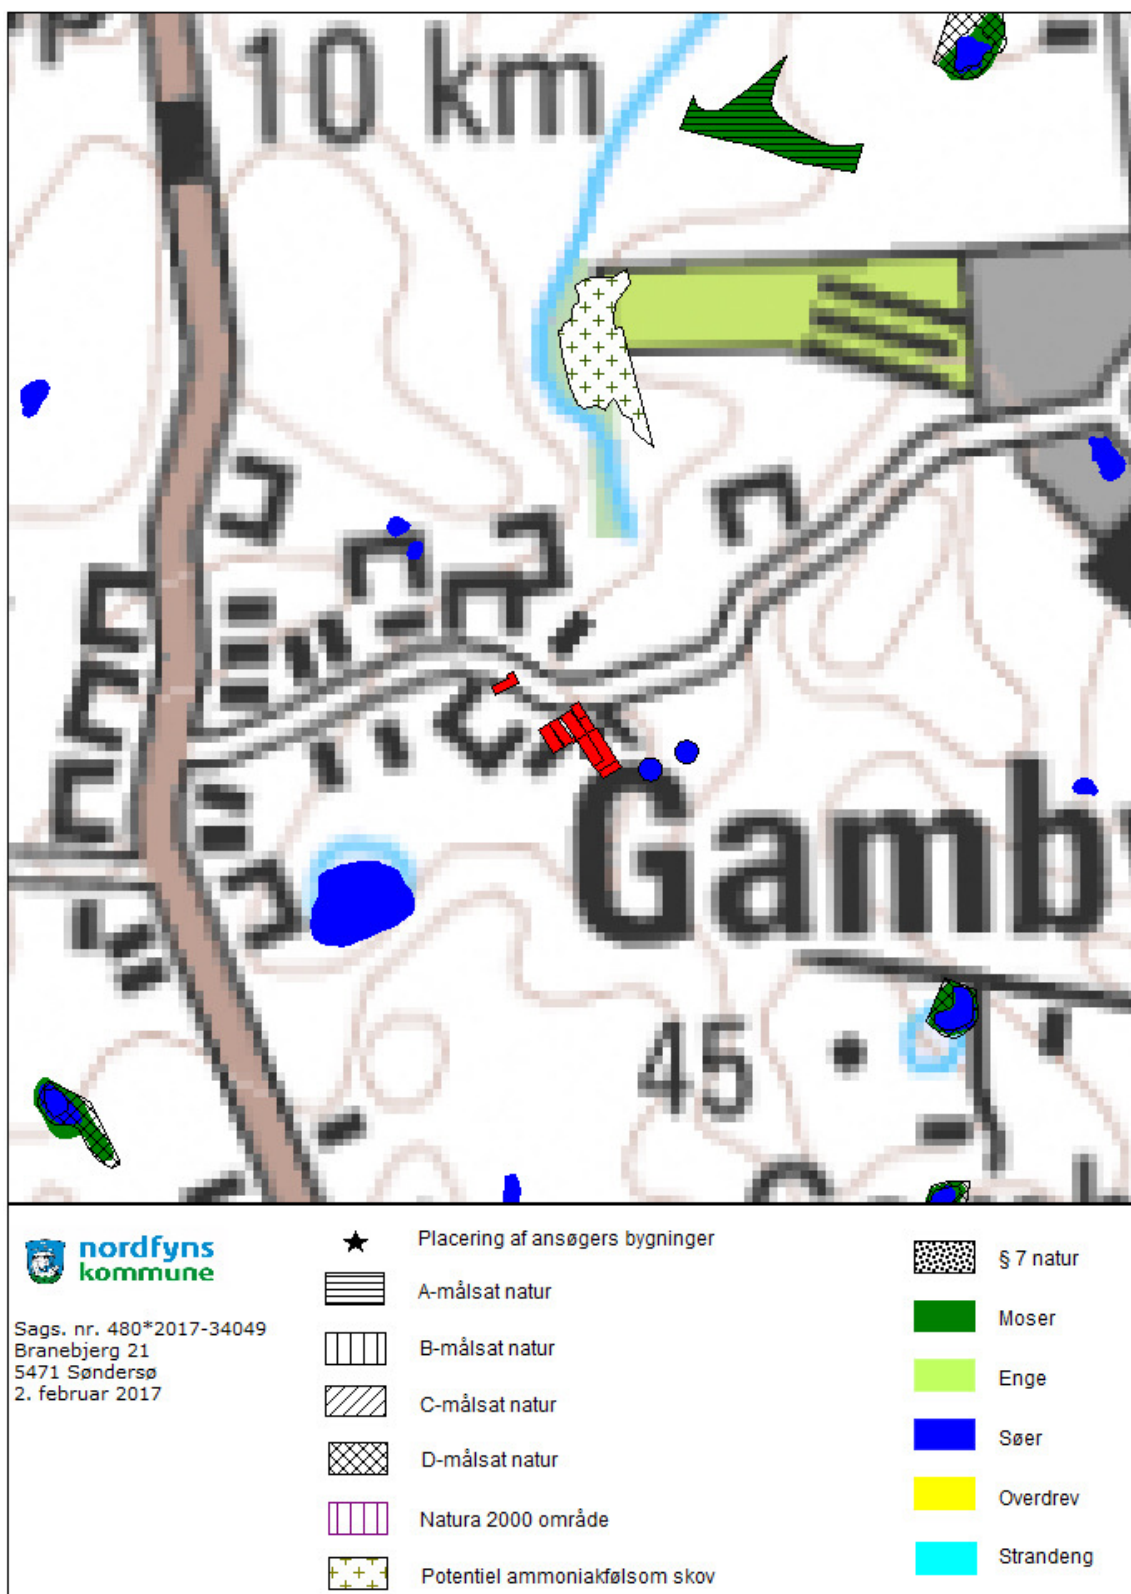 10 km
Gamb
45
nordfyns
kommune
Sags. nr. 480*2017-34049
Branebjerg 21
5471 Søndersø
2. februar 2017
Placering af ansøgers bygninger
A-målsat natur
B-målsat natur
C-målsat natur
D-målsat natur
Natura 2000 område
Potentiel ammoniakfølsom skov
§ 7 natur
Moser
Enge
Søer
Overdrev
Strandeng